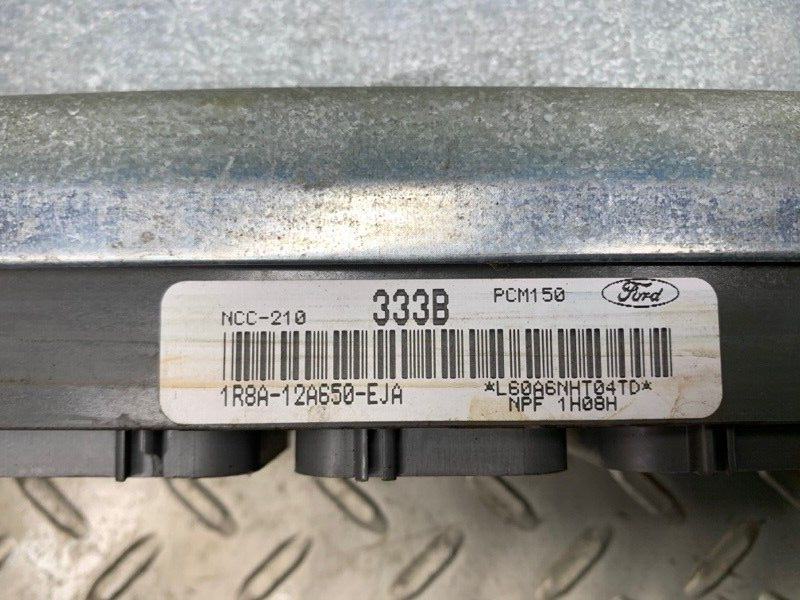 PCM150
Ford
NCC-210
333B
1R8A-12A650-EJA
*L60A6NHT04TD*
NPF 1H08H